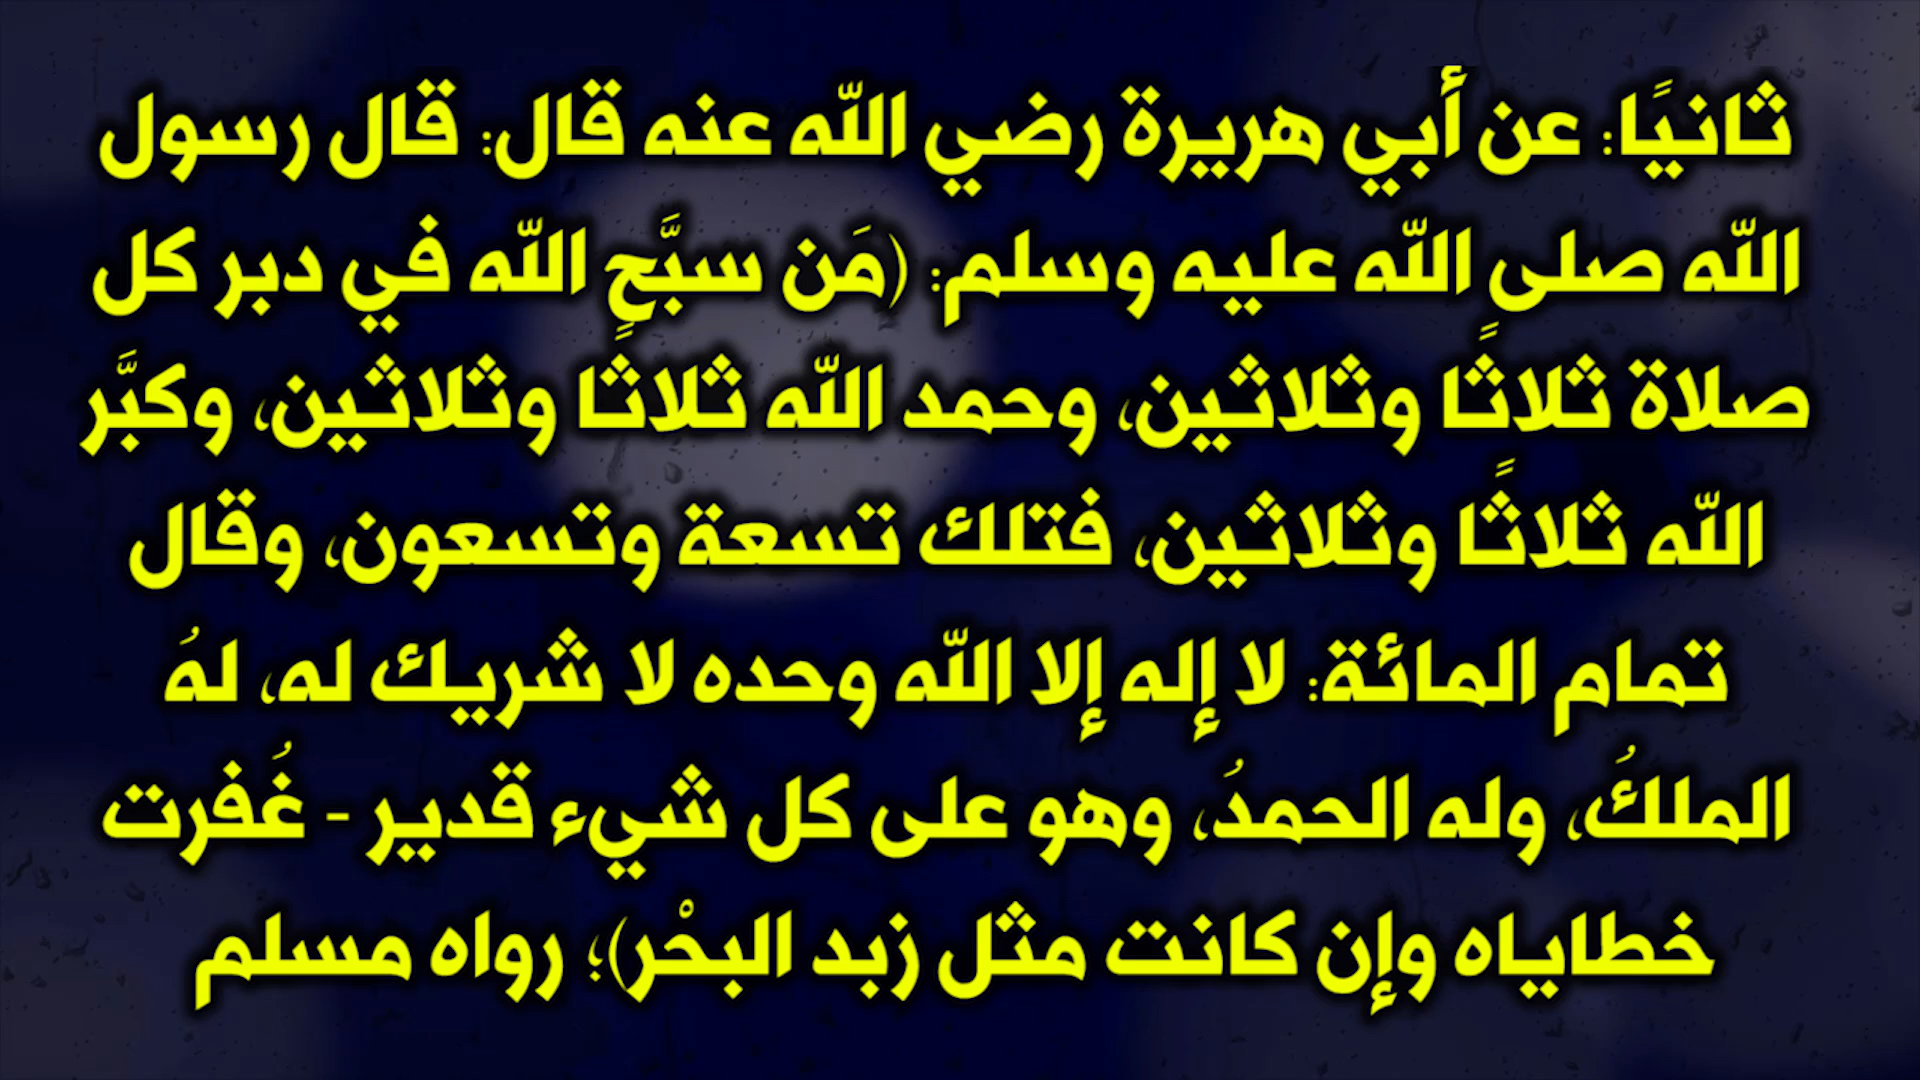 ثانيًا: عن أبي هريرة رضي الله عنه قال: قال رسول
الله صلى الله عليه وسلم: (مَن سبَّح الله في دبر كل
صلاة ثلاثًا وثلاثين، وحمد الله ثلاثًا وثلاثين، وكبَّر
الله ثلاثًا وثلاثين، فتلك تسعة وتسعون، وقال
تمام المائة: لا إله إلا الله وحده لا شريك له، لهُ
الملكُ، وله الحمدُ، وهو على كل شيء قدير - غُفرت
خطاياه وإن كانت مثل زبد البحْر)؛ رواه مسلم